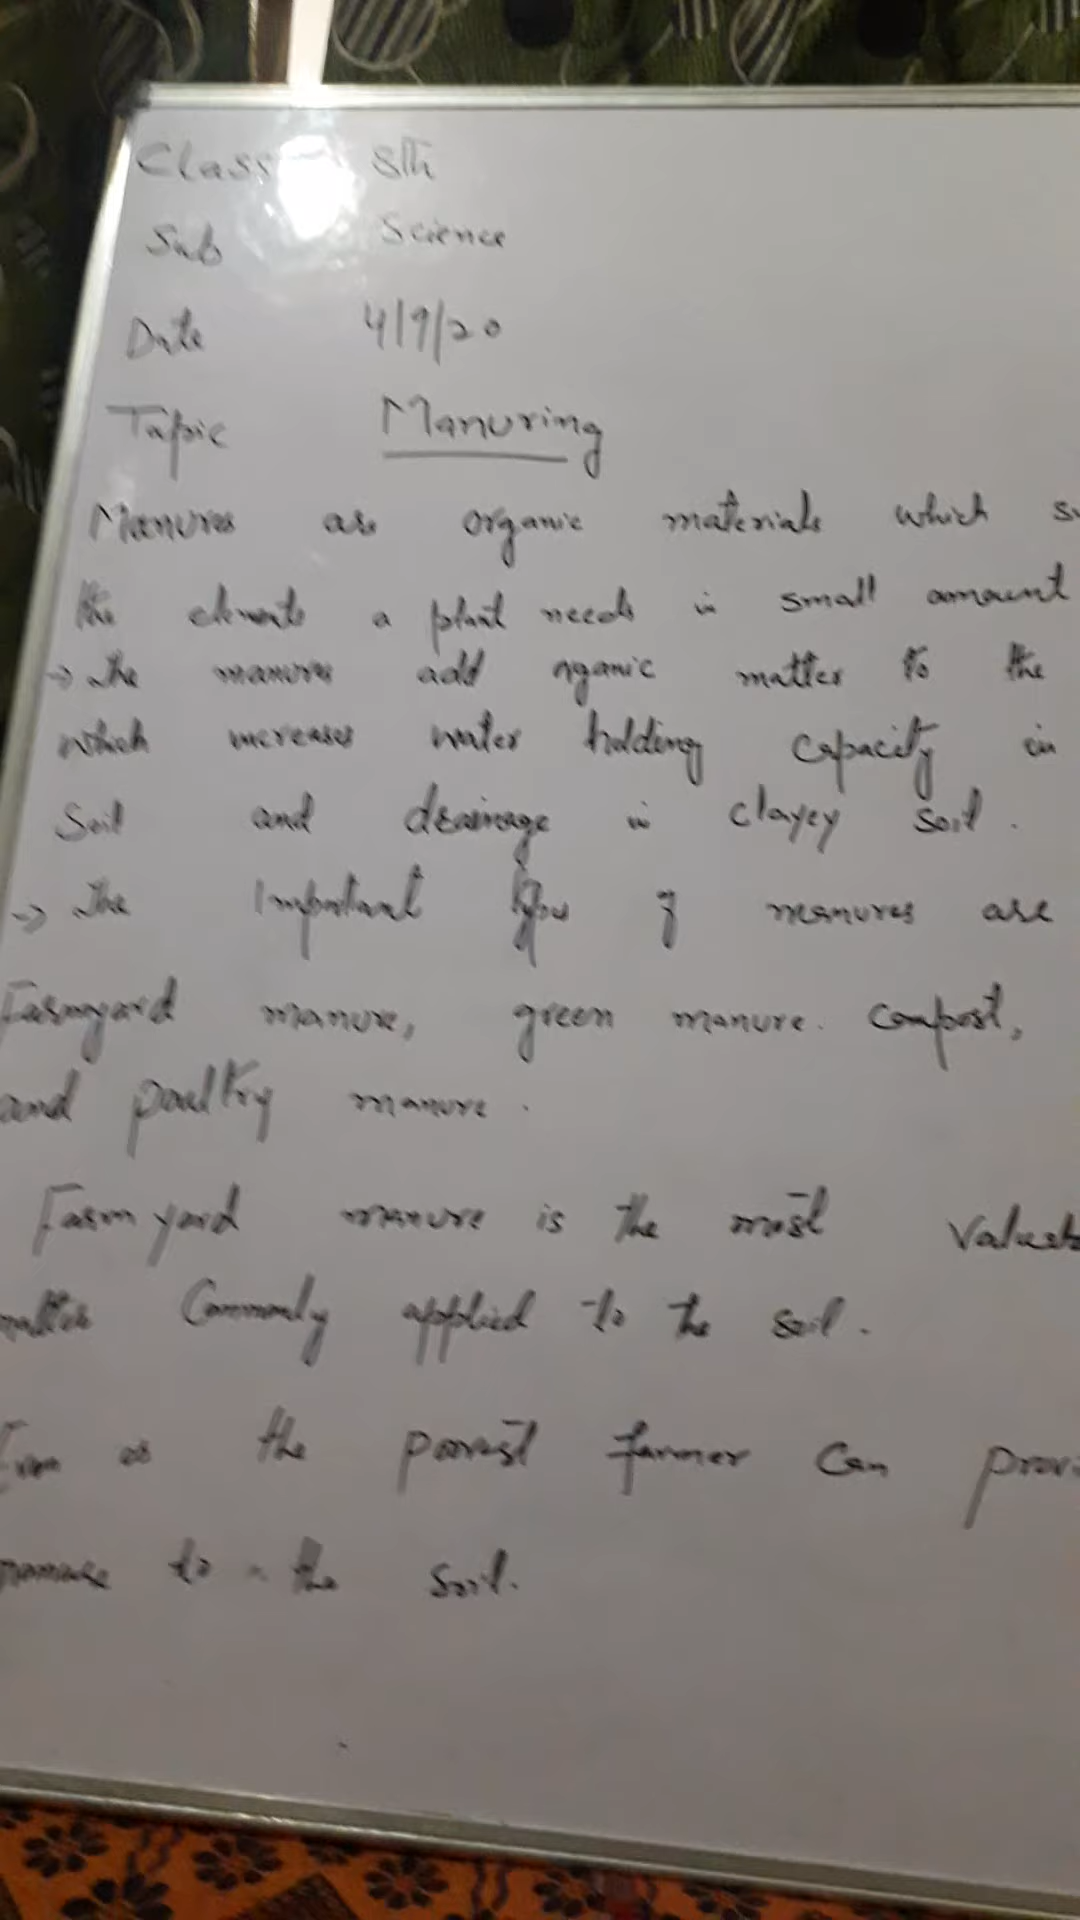 Class 8th
Sub Science
Date 4/9/20
Topic Manuring
Manures are organic materials which
the elements a plant needs in small amount
→ The manures add organic matter to the
which increases water holding capacity in
Soil and drainage in clayey soil.
→ The Important types of manures are
Farmyard manure, green manure. compost,
and poultry manure.
Farm yard manure is the most
Commonly applied to the soil.
the poorest farmer can
to the soil.